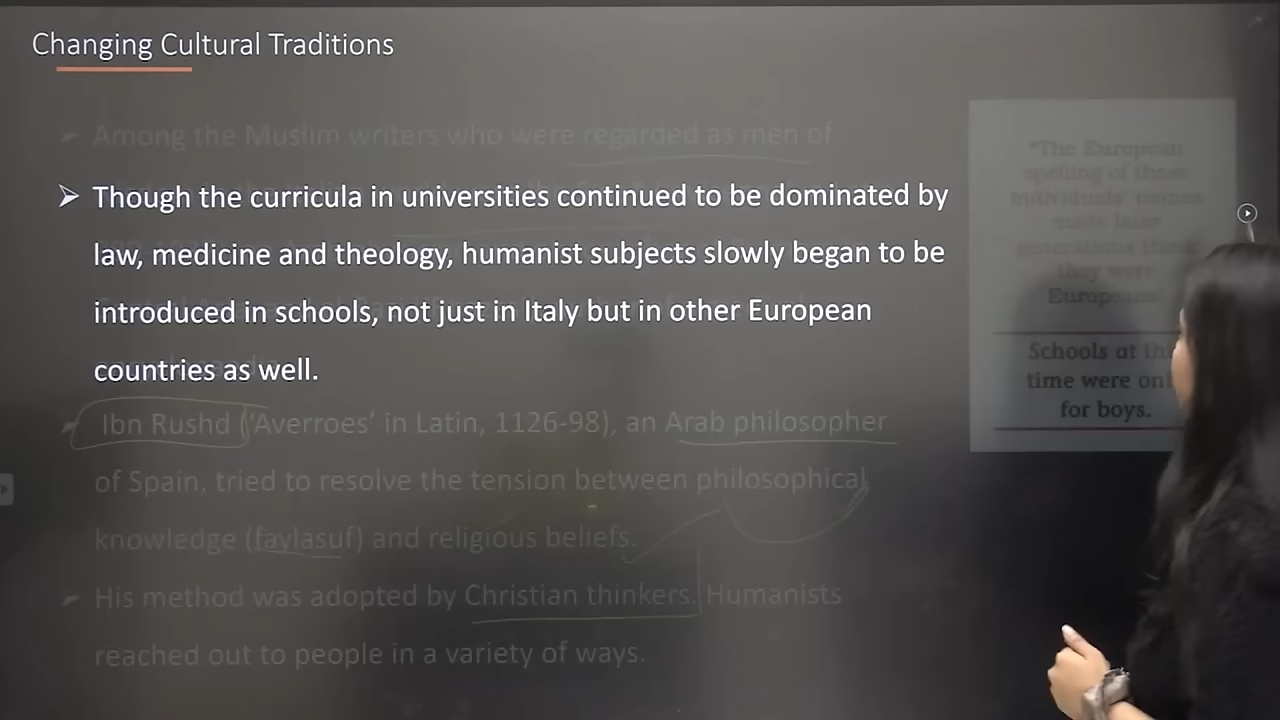 Changing Cultural Traditions
Among the Muslim writers who were regarded as men of
Though the curricula in universities continued to be dominated by
law, medicine and theology, humanist subjects slowly began to be
introduced in schools, not just in Italy but in other European
countries as well.
Ibn Rushd ('Averroes' in Latin, 1126-98), an Arab philosopher
of Spain, tried to resolve the tension between philosophical
knowledge (faylasuf) and religious beliefs.
His method was adopted by Christian thinkers. Humanists
reached out to people in a variety of ways.
*The European
spelling of these
individuals' names
made later
generations think
they were
Europeans!
Schools at
time were
for boys.